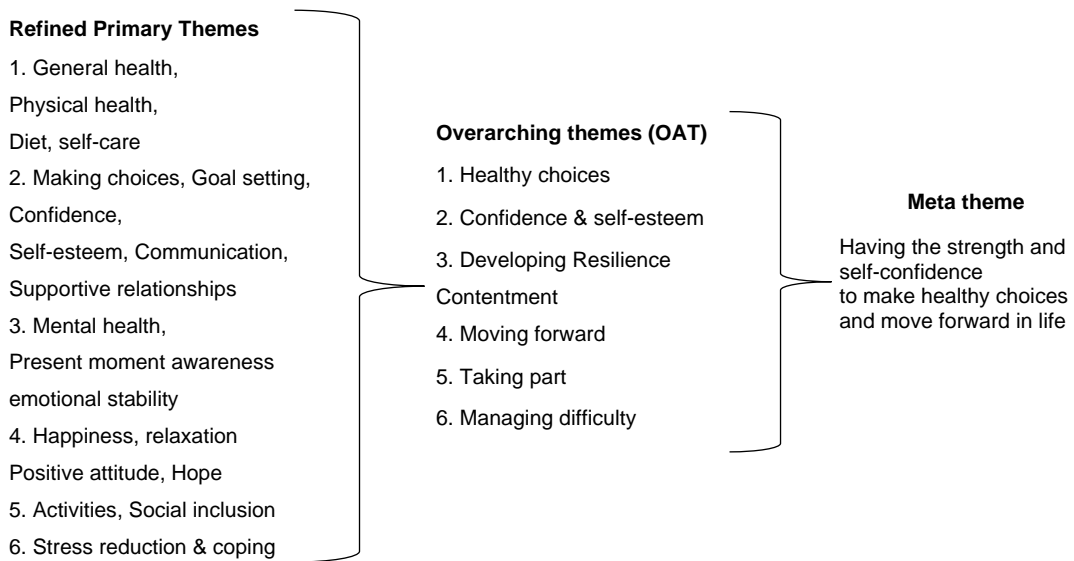 Refined Primary Themes
1. General health,
Physical health,
Diet, self-care
2. Making choices, Goal setting,
Confidence,
Self-esteem, Communication,
Supportive relationships
3. Mental health,
Present moment awareness
emotional stability
4. Happiness, relaxation
Positive attitude, Hope
5. Activities, Social inclusion
6. Stress reduction & coping
Overarching themes (OAT)
1. Healthy choices
2. Confidence & self-esteem
3. Developing Resilience
Contentment
4. Moving forward
5. Taking part
6. Managing difficulty
Meta theme
Having the strength and
self-confidence
to make healthy choices
and move forward in life